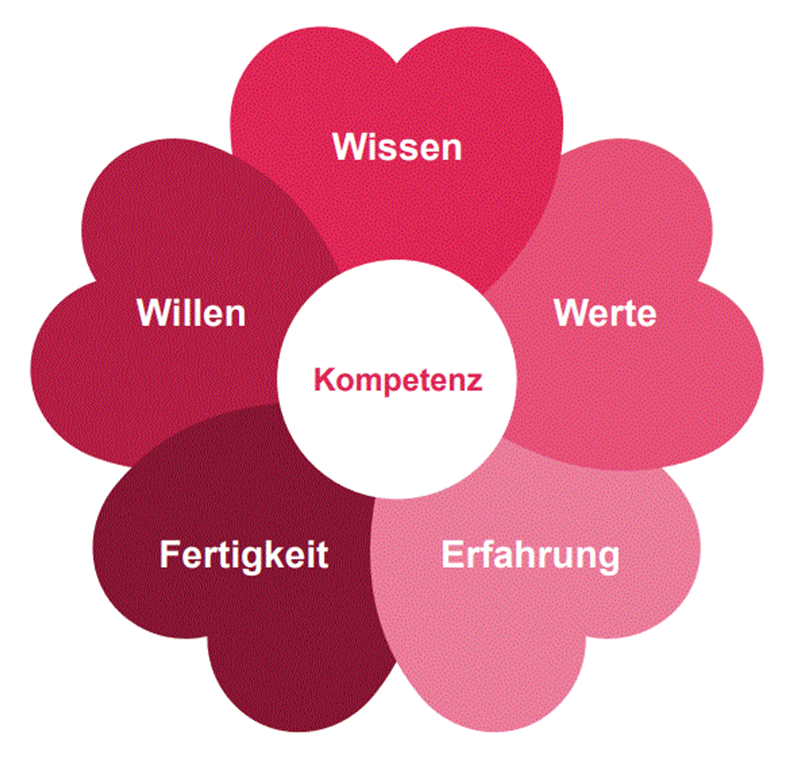 Wissen
Willen
Werte
Kompetenz
Fertigkeit
Erfahrung